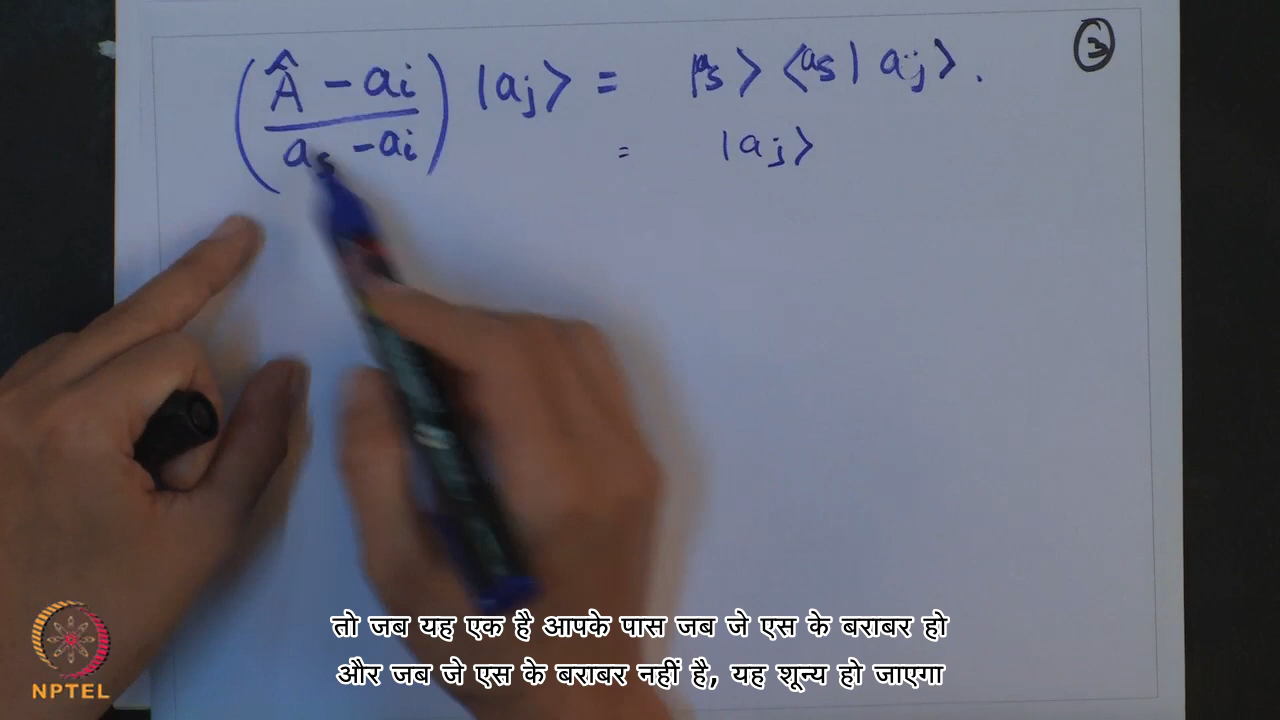 (Â - ai / as - ai) |aj> = |as> <as| aj>.
③
= |aj>
तो जब यह एक है आपके पास जब जे एस के बराबर हो
और जब जे एस के बराबर नहीं है, यह शून्य हो जाएगा
NPTEL